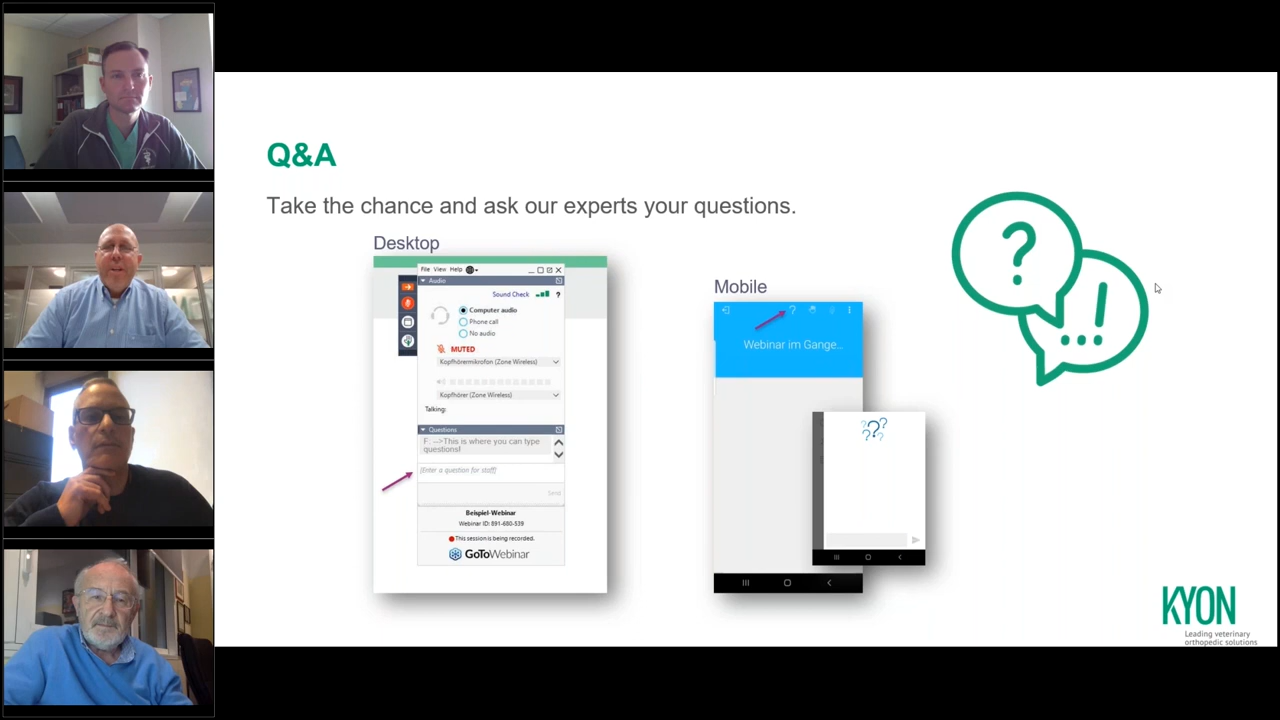 Q&A
Take the chance and ask our experts your questions.
Desktop
File View Help
Audio
Sound Check
?
Computer audio
Phone call
No audio
MUTED
Kopfhörermikrofon (Zone Wireless)
Kopfhörer (Zone Wireless)
Talking:
Questions
F: -->This is where you can type
questions!
[Enter a question for staff]
Send
Beispiel-Webinar
Webinar ID: 891-680-539
This session is being recorded.
GoToWebinar
Mobile
?
Webinar im Gange...
?????
?
...!
KYON
Leading veterinary
orthopedic solutions